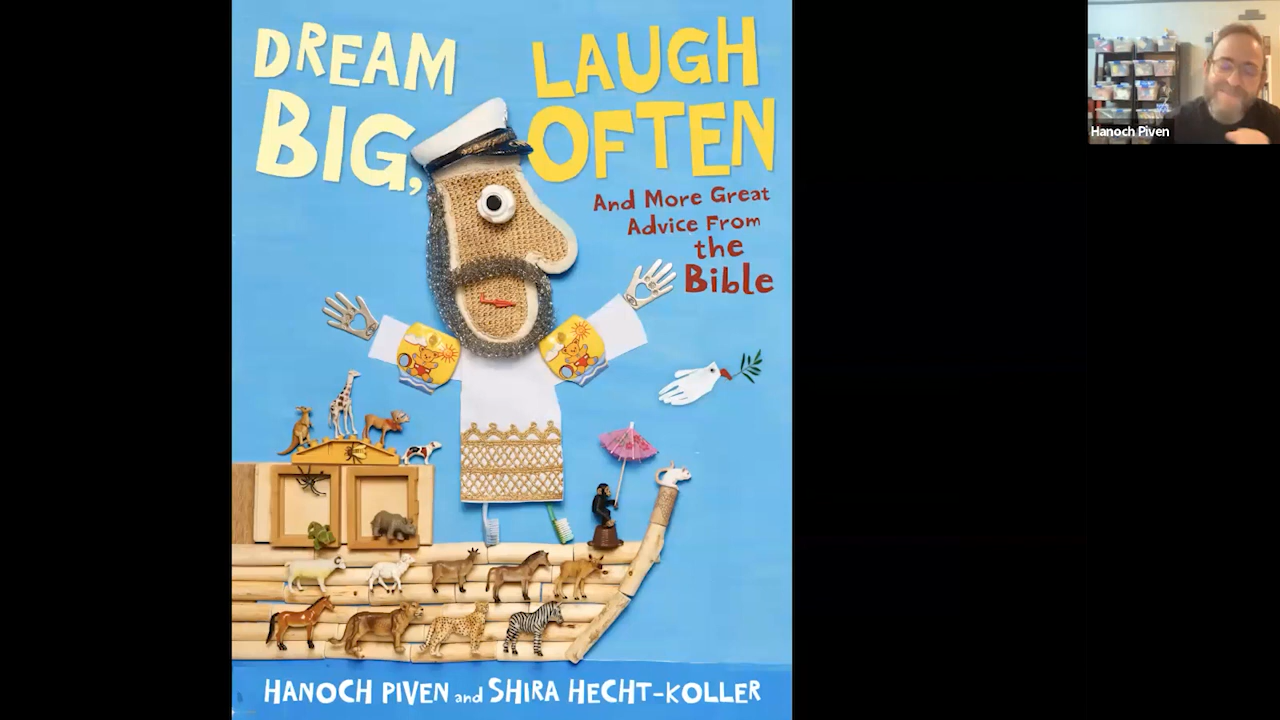 DREAM
BIG,
LAUGH
OFTEN
And More Great
Advice From
the
Bible
HANOCH PIVEN and SHIRA HECHT-KOLLER
Hanoch Piven